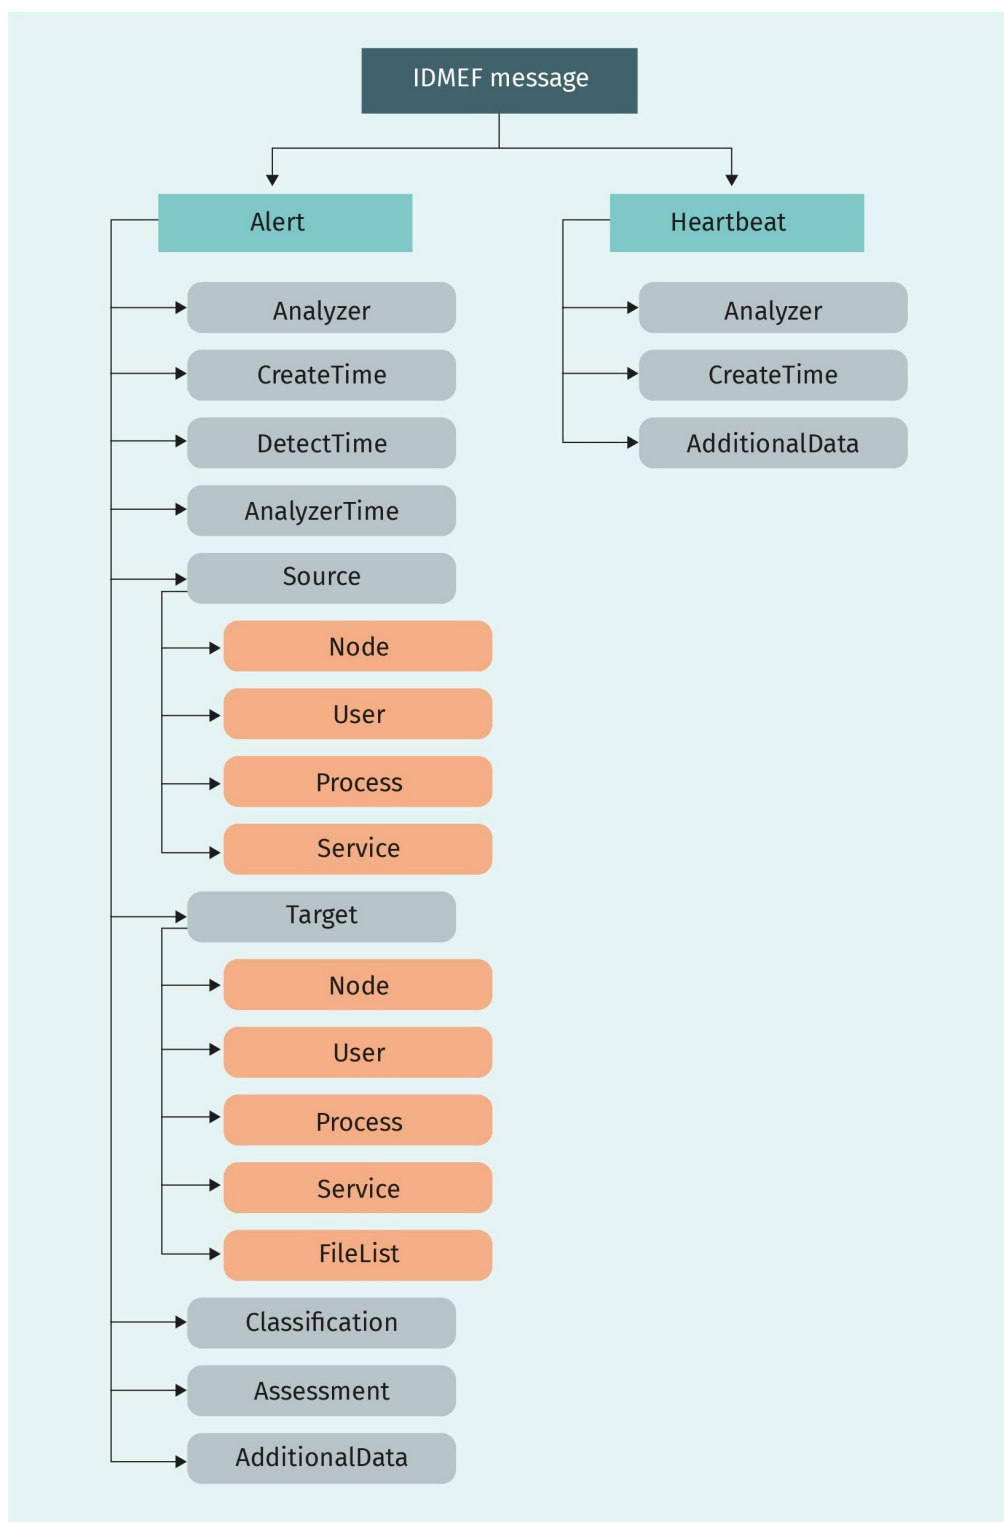 IDMEF message
Alert
Heartbeat
Analyzer
Analyzer
CreateTime
CreateTime
DetectTime
AdditionalData
AnalyzerTime
Source
Node
User
Process
Service
Target
Node
User
Process
Service
FileList
Classification
Assessment
AdditionalData